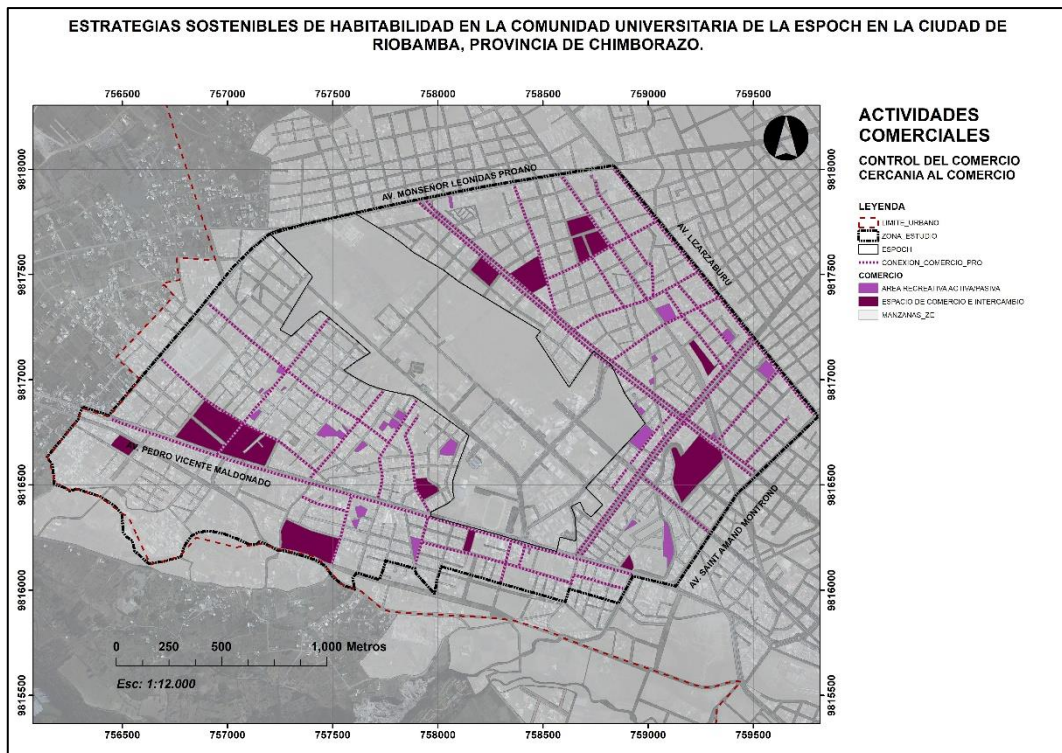 ESTRATEGIAS SOSTENIBLES DE HABITABILIDAD EN LA COMUNIDAD UNIVERSITARIA DE LA ESPOCH EN LA CIUDAD DE
RIOBAMBA, PROVINCIA DE CHIMBORAZO.
756500 757000 757500 758000 758500 759000 759500
9818000
9817500
9817000
9816500
9816000
9815500
AV. MONSEÑOR LEONIDAS PROAÑO
AV. LIZARZABURU
AV. PEDRO VICENTE MALDONADO
AV. SAINT AMAND MONTROND
0 250 500 1,000 Metros
Esc: 1:12.000
9818000
9817500
9817000
9816500
9816000
9815500
756500 757000 757500 758000 758500 759000 759500
ACTIVIDADES
COMERCIALES
CONTROL DEL COMERCIO
CERCANIA AL COMERCIO
LEYENDA
LIMITE_URBANO
ZONA_ESTUDIO
ESPOCH
CONEXION_COMERCIO_PRO
COMERCIO
AREA RECREATIVA ACTIVA/PASIVA
ESPACIO DE COMERCIO E INTERCAMBIO
MANZANAS_ZE